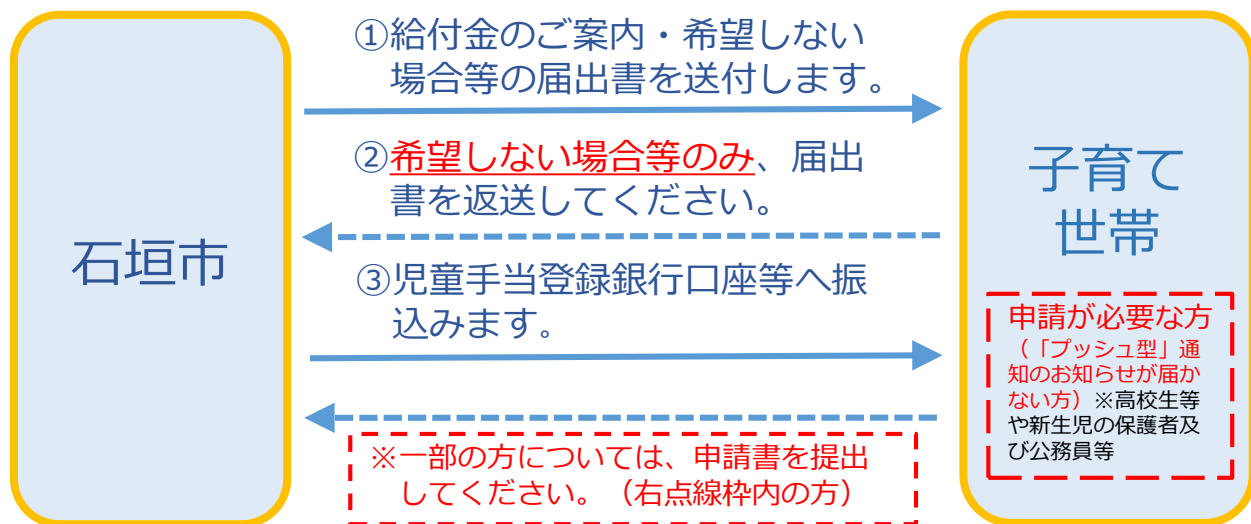 石垣市
①給付金のご案内・希望しない
場合等の届出書を送付します。
②希望しない場合等のみ、届出
書を返送してください。
③児童手当登録銀行口座等へ振
込みます。
※一部の方については、申請書を提出
してください。（右点線枠内の方）
子育て
世帯
申請が必要な方
（「プッシュ型」通
知のお知らせが届か
ない方）※高校生等
や新生児の保護者及
び公務員等